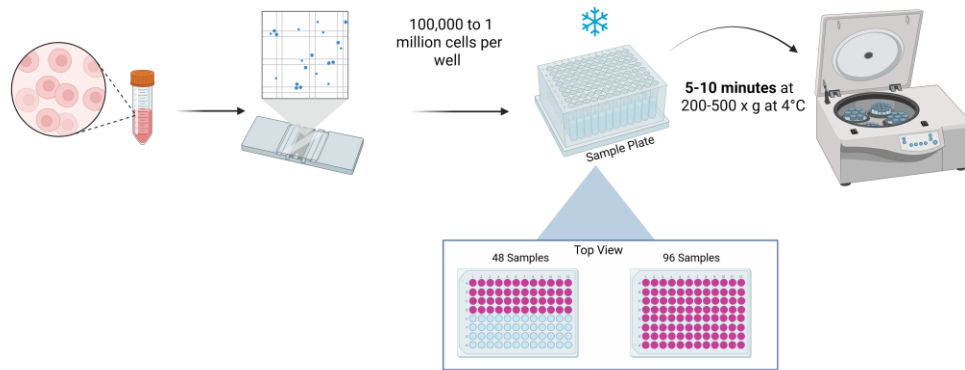 100,000 to 1
million cells per
well
5-10 minutes at
200-500 x g at 4°C
Sample Plate
Top View
48 Samples
96 Samples